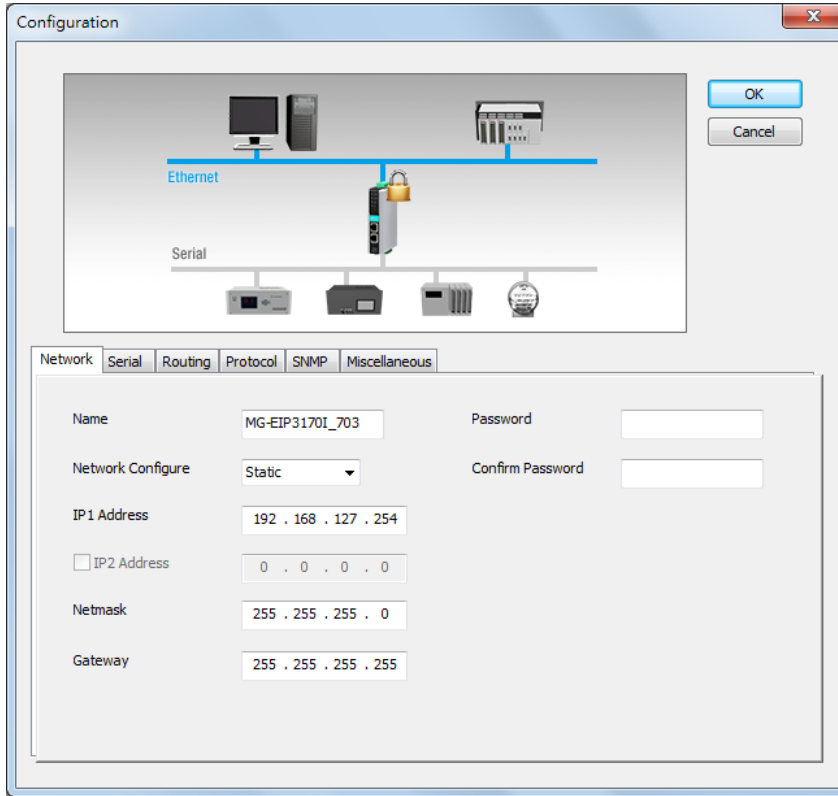 Configuration
OK
Cancel
Ethernet
Serial
Network Serial Routing Protocol SNMP Miscellaneous
Name MG-EIP3170I_703 Password
Network Configure Static Confirm Password
IP1 Address 192 . 168 . 127 . 254
IP2 Address 0 . 0 . 0 . 0
Netmask 255 . 255 . 255 . 0
Gateway 255 . 255 . 255 . 255